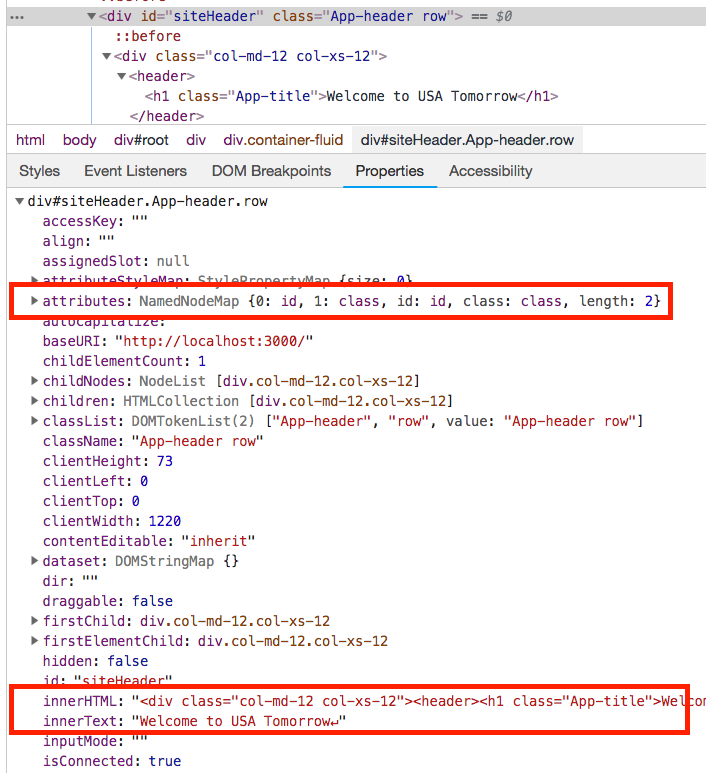 ::before
... <div id="siteHeader" class="App-header row"> == $0
::before
<div class="col-md-12 col-xs-12">
<header>
<h1 class="App-title">Welcome to USA Tomorrow</h1>
</header>
html body div#root div div.container-fluid div#siteHeader.App-header.row
Styles Event Listeners DOM Breakpoints Properties Accessibility
div#siteHeader.App-header.row
accessKey: ""
align: ""
assignedSlot: null
attributeStyleMap: StylePropertyMap {size: 0}
attributes: NamedNodeMap {0: id, 1: class, id: id, class: class, length: 2}
autocapitalize:
baseURI: "http://localhost:3000/"
childElementCount: 1
childNodes: NodeList [div.col-md-12.col-xs-12]
children: HTMLCollection [div.col-md-12.col-xs-12]
classList: DOMTokenList(2) ["App-header", "row", value: "App-header row"]
className: "App-header row"
clientHeight: 73
clientLeft: 0
clientTop: 0
clientWidth: 1220
contentEditable: "inherit"
dataset: DOMStringMap {}
dir: ""
draggable: false
firstChild: div.col-md-12.col-xs-12
firstElementChild: div.col-md-12.col-xs-12
hidden: false
id: "siteHeader"
innerHTML: "<div class="col-md-12 col-xs-12"><header><h1 class="App-title">Welcom
innerText: "Welcome to USA Tomorrow↵"
inputMode: ""
isConnected: true